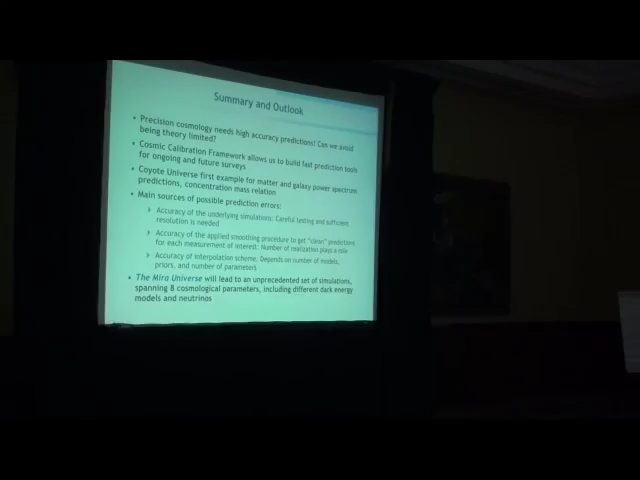 Summary and Outlook
• Precision cosmology needs high accuracy predictions! Can we avoid
being theory limited?
• Cosmic Calibration Framework allows us to build fast prediction tools
for ongoing and future surveys
• Coyote Universe first example for matter and galaxy power spectrum
predictions, concentration mass relation
• Main sources of possible prediction errors:
Accuracy of the underlying simulations: Careful testing and sufficient
resolution is needed
Accuracy of the applied smoothing procedure to get "clean" predictions
for each measurement of interest: Number of realization plays a role
Accuracy of interpolation scheme: Depends on number of models,
priors, and number of parameters
• The Mira Universe will lead to an unprecedented set of simulations,
spanning 8 cosmological parameters, including different dark energy
models and neutrinos